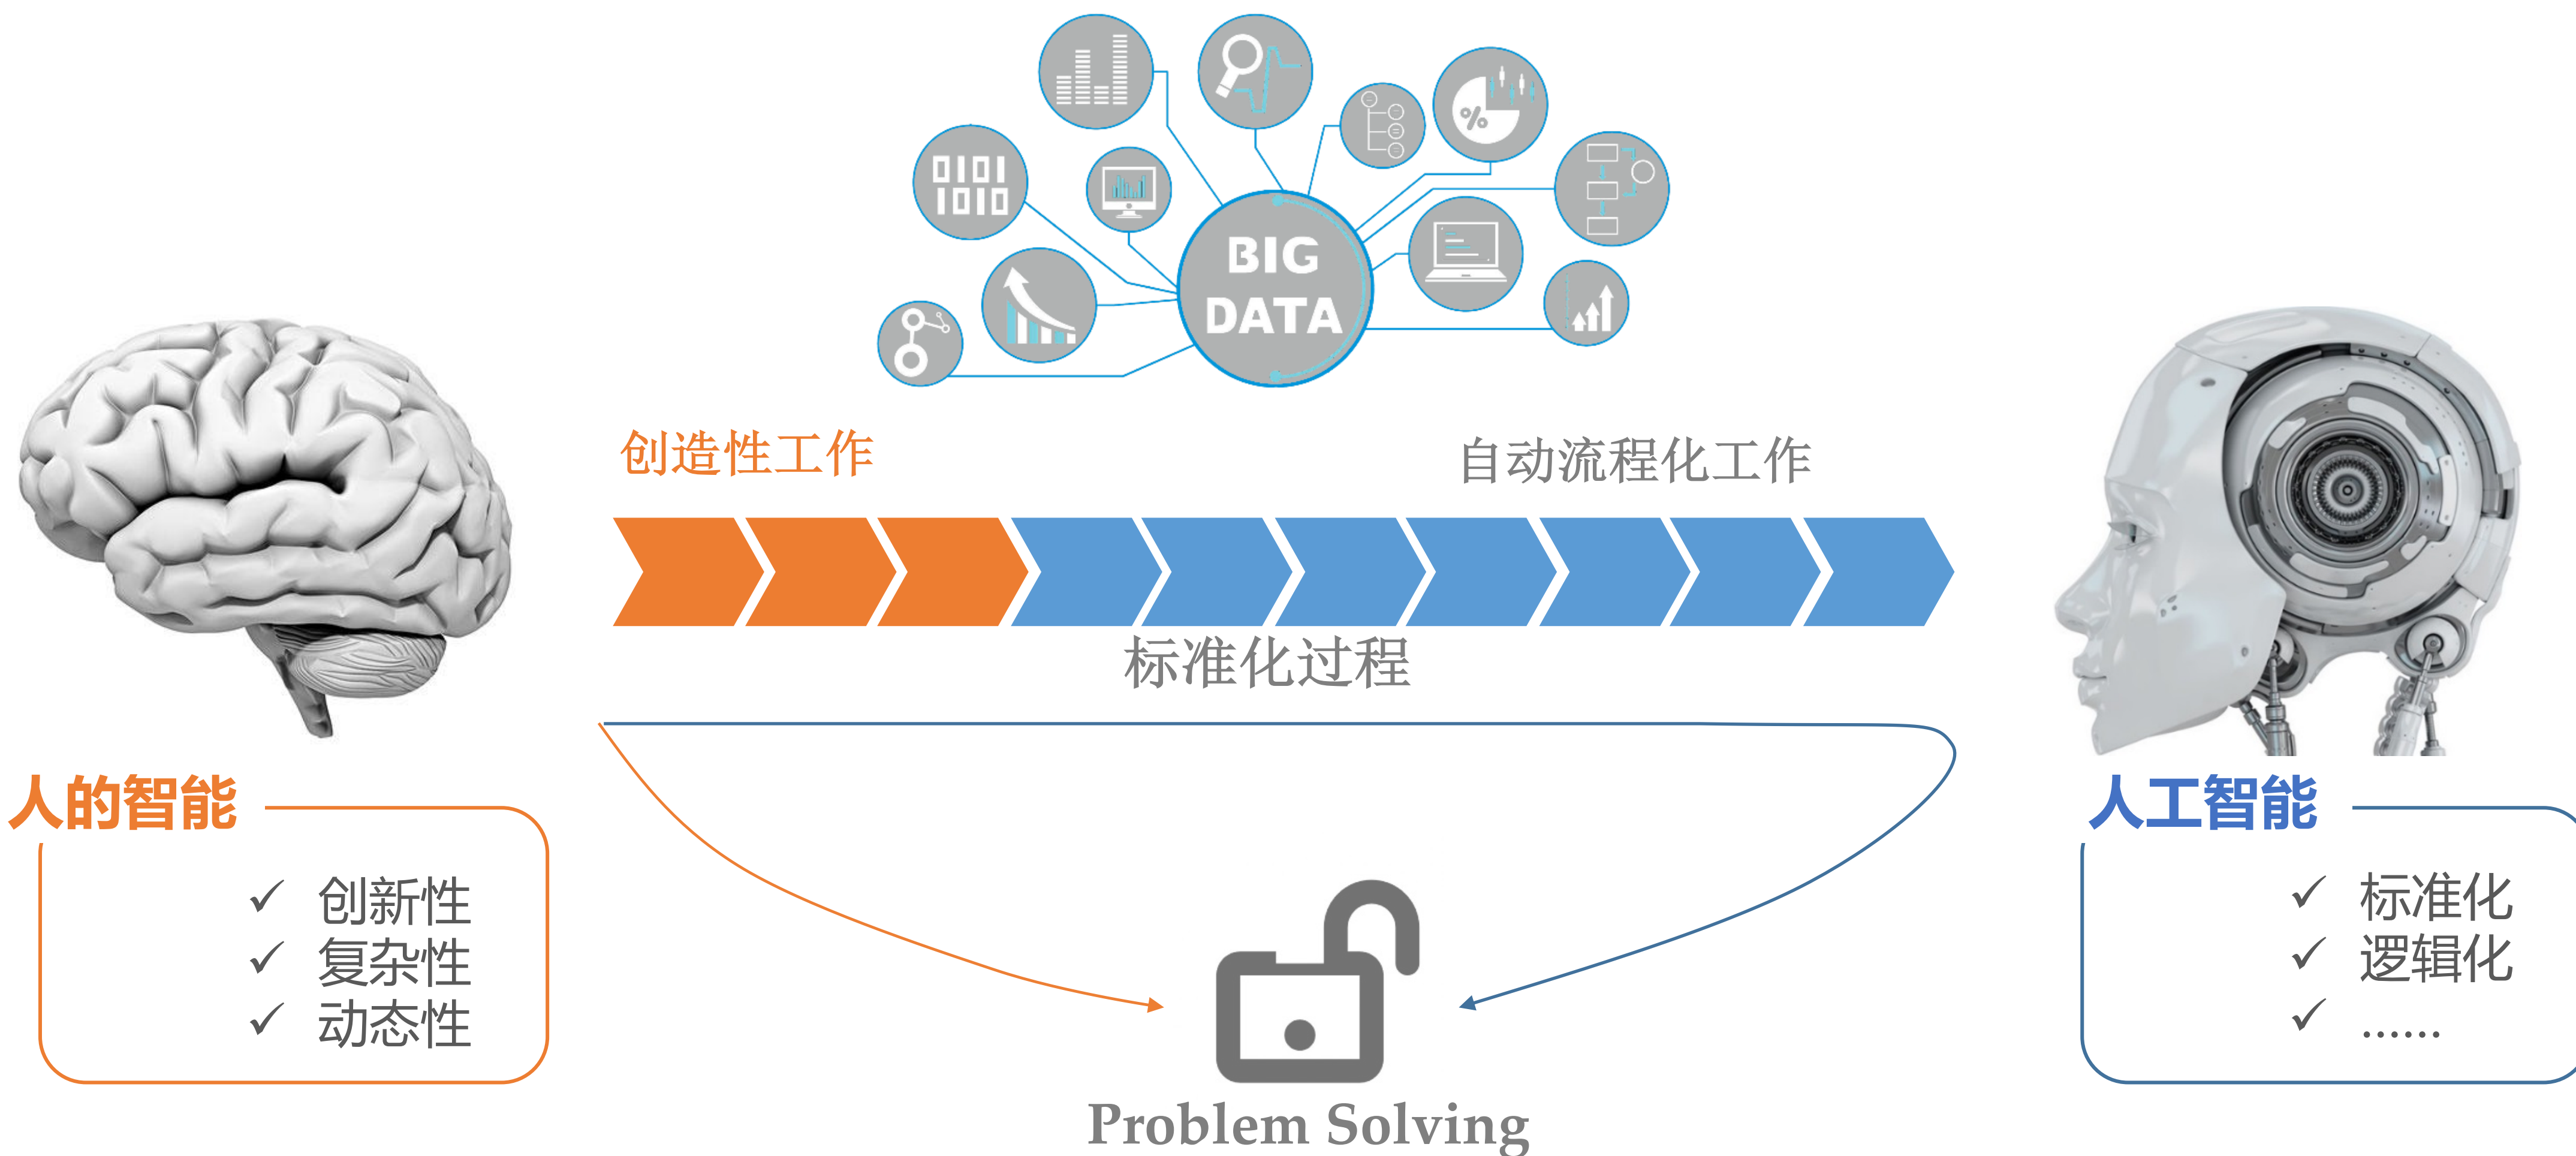 0101
1010
%
BIG
DATA
创造性工作
自动流程化工作
标准化过程
人的智能
✓ 创新性
✓ 复杂性
✓ 动态性
人工智能
✓ 标准化
✓ 逻辑化
✓ ......
Problem Solving